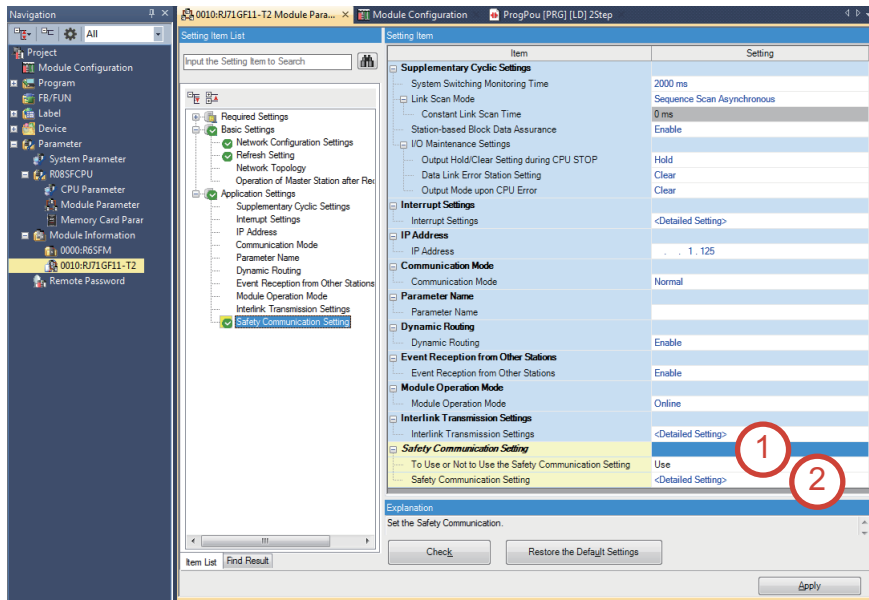 Navigation
0010:RJ71GF11-T2 Module Para...
Module Configuration
ProgPou [PRG] [LD] 2Step
All
Project
Module Configuration
Program
FB/FUN
Label
Device
Parameter
System Parameter
R08SFCPU
CPU Parameter
Module Parameter
Memory Card Parar
Module Information
0000:R6SFM
0010:RJ71GF11-T2
Remote Password
Setting Item List
Input the Setting Item to Search
Required Settings
Basic Settings
Network Configuration Settings
Refresh Setting
Network Topology
Operation of Master Station after Rec
Application Settings
Supplementary Cyclic Settings
Interrupt Settings
IP Address
Communication Mode
Parameter Name
Dynamic Routing
Event Reception from Other Stations
Module Operation Mode
Interlink Transmission Settings
Safety Communication Setting
Item List
Find Result
Setting Item
Item Setting
Supplementary Cyclic Settings
System Switching Monitoring Time 2000 ms
Link Scan Mode Sequence Scan Asynchronous
Constant Link Scan Time 0 ms
Station-based Block Data Assurance Enable
I/O Maintenance Settings
Output Hold/Clear Setting during CPU STOP Hold
Data Link Error Station Setting Clear
Output Mode upon CPU Error Clear
Interrupt Settings
Interrupt Settings <Detailed Setting>
IP Address
IP Address . . 1 . 125
Communication Mode
Communication Mode Normal
Parameter Name
Parameter Name
Dynamic Routing
Dynamic Routing Enable
Event Reception from Other Stations
Event Reception from Other Stations Enable
Module Operation Mode
Module Operation Mode Online
Interlink Transmission Settings
Interlink Transmission Settings <Detailed Setting>
Safety Communication Setting
1
To Use or Not to Use the Safety Communication Setting Use
Safety Communication Setting <Detailed Setting>
2
Explanation
Set the Safety Communication.
Check
Restore the Default Settings
Apply